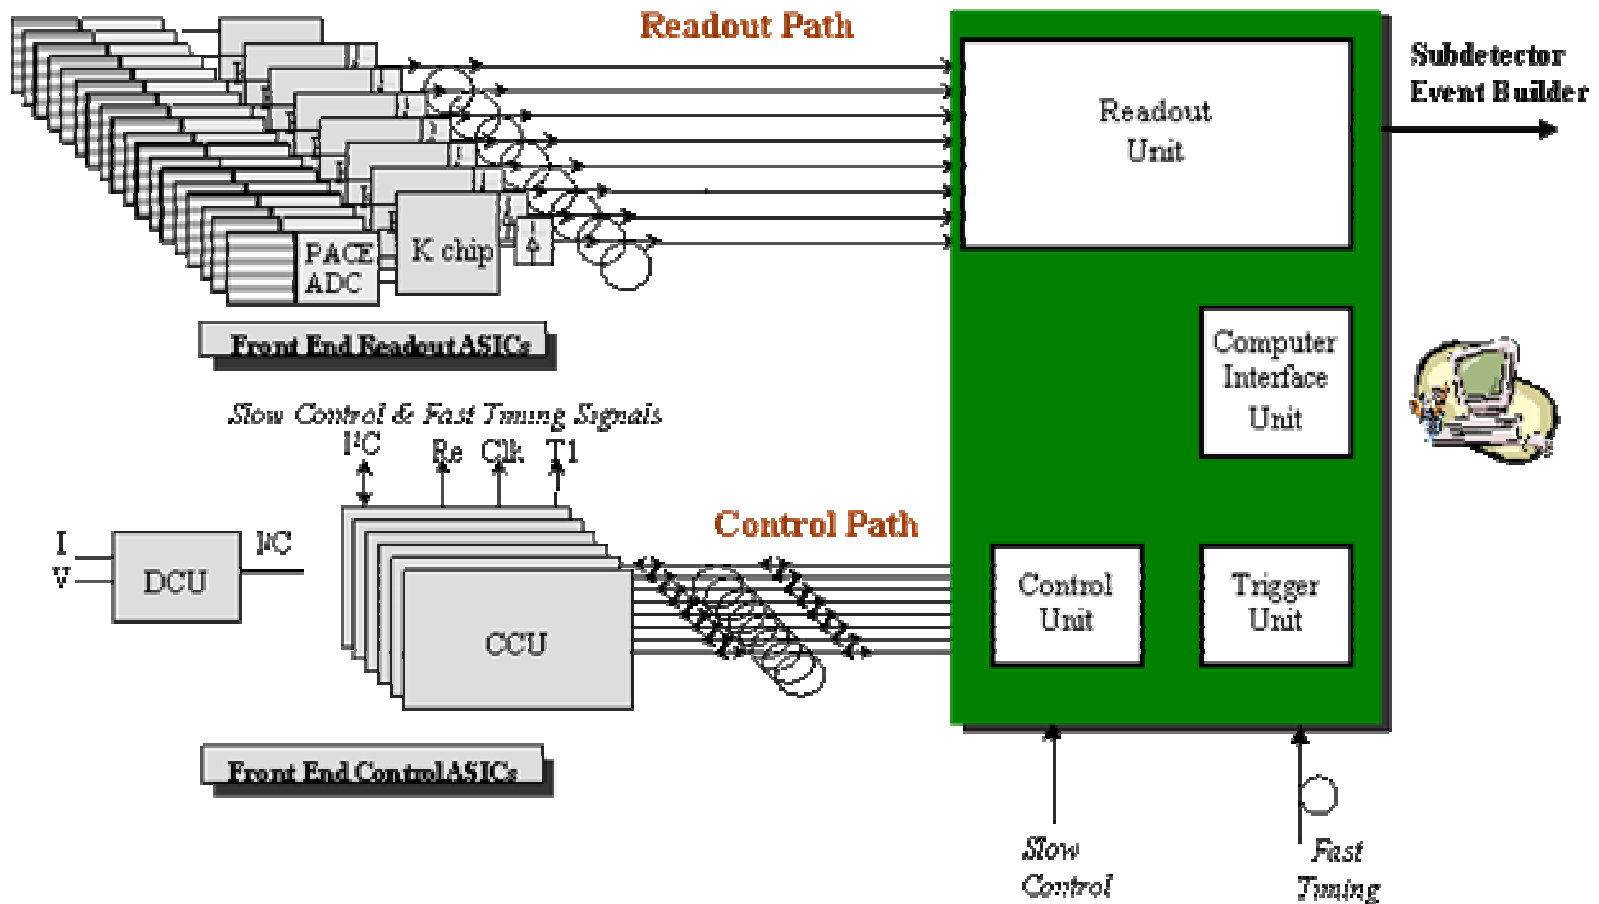 Readout Path
Subdetector
Event Builder
Readout
Unit
PACE
ADC
K chip
Front End Readout ASICs
Computer
Interface
Unit
Slow Control & Fast Timing Signals
I²C
Re
Clk
T1
Control Path
I
V
DCU
I²C
CCU
Control
Unit
Trigger
Unit
Front End Control ASICs
Slow
Control
Fast
Timing